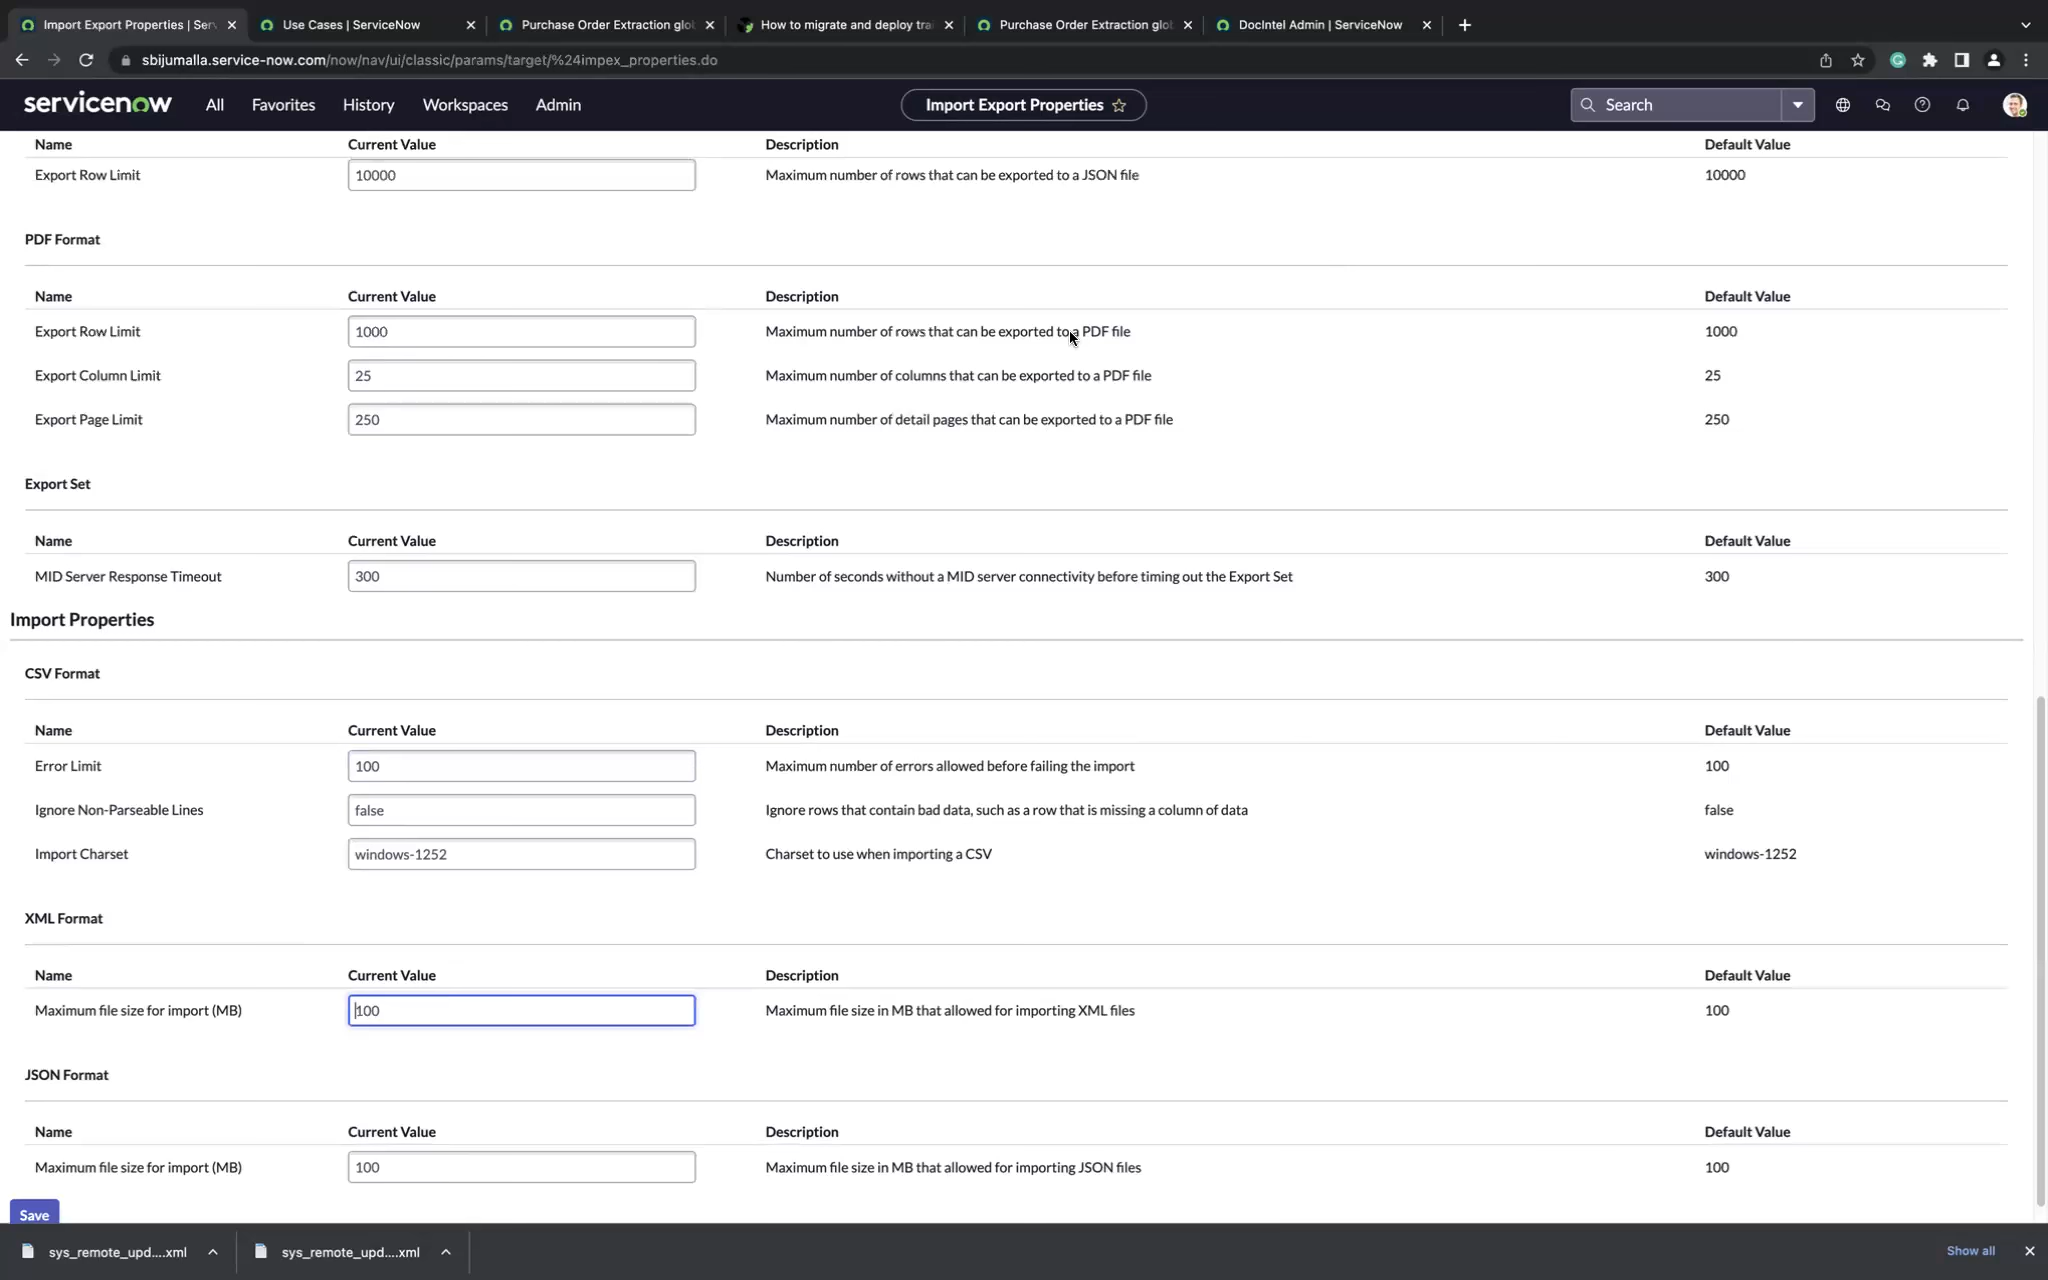 Import Export Properties | Ser
Use Cases | ServiceNow
Purchase Order Extraction glo
How to migrate and deploy tra
Purchase Order Extraction glo
DocIntel Admin | ServiceNow
sbijumalla.service-now.com/now/nav/ui/classic/params/target/%24impex_properties.do
servicenow All Favorites History Workspaces Admin Import Export Properties Search
Name Current Value Description Default Value
Export Row Limit 10000 Maximum number of rows that can be exported to a JSON file 10000
PDF Format
Name Current Value Description Default Value
Export Row Limit 1000 Maximum number of rows that can be exported to a PDF file 1000
Export Column Limit 25 Maximum number of columns that can be exported to a PDF file 25
Export Page Limit 250 Maximum number of detail pages that can be exported to a PDF file 250
Export Set
Name Current Value Description Default Value
MID Server Response Timeout 300 Number of seconds without a MID server connectivity before timing out the Export Set 300
Import Properties
CSV Format
Name Current Value Description Default Value
Error Limit 100 Maximum number of errors allowed before failing the import 100
Ignore Non-Parseable Lines false Ignore rows that contain bad data, such as a row that is missing a column of data false
Import Charset windows-1252 Charset to use when importing a CSV windows-1252
XML Format
Name Current Value Description Default Value
Maximum file size for import (MB) 100 Maximum file size in MB that allowed for importing XML files 100
JSON Format
Name Current Value Description Default Value
Maximum file size for import (MB) 100 Maximum file size in MB that allowed for importing JSON files 100
Save
sys_remote_upd....xml sys_remote_upd....xml Show all